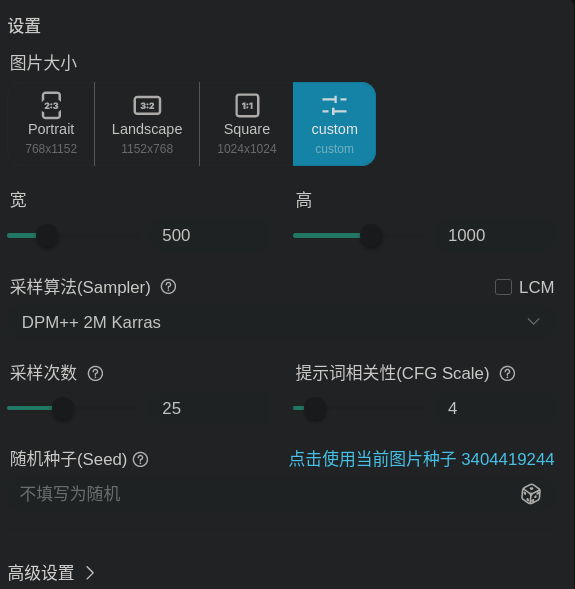 设置
图片大小
2:3 3:2 1:1
Portrait Landscape Square custom
768x1152 1152x768 1024x1024 custom
宽 高
500 1000
采样算法(Sampler) ? LCM
DPM++ 2M Karras
采样次数 ? 提示词相关性(CFG Scale) ?
25 4
随机种子(Seed) ? 点击使用当前图片种子 3404419244
不填写为随机
高级设置